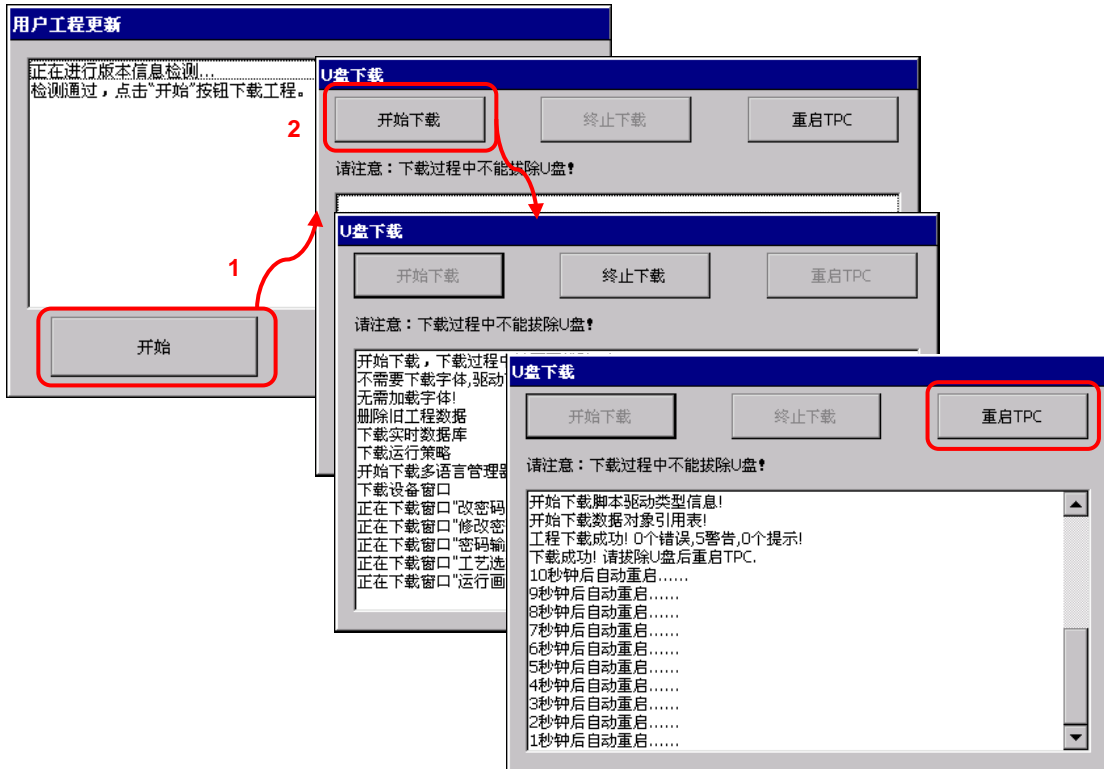 用户工程更新
正在进行版本信息检测...
检测通过，点击"开始"按钮下载工程。
开始
1
2
U盘下载
开始下载
终止下载
重启TPC
请注意：下载过程中不能拔除U盘！
U盘下载
开始下载
终止下载
重启TPC
请注意：下载过程中不能拔除U盘！
开始下载，下载过程中
不需要下载字体,驱动
无需加载字体!
删除旧工程数据
下载实时数据库
下载运行策略
开始下载多语言管理器
下载设备窗口
正在下载窗口"改密码
正在下载窗口"修改密
正在下载窗口"密码输
正在下载窗口"工艺选
正在下载窗口"运行画
U盘下载
开始下载
终止下载
重启TPC
请注意：下载过程中不能拔除U盘！
开始下载脚本驱动类型信息!
开始下载数据对象引用表!
工程下载成功! 0个错误,5警告,0个提示!
下载成功! 请拔除U盘后重启TPC.
10秒钟后自动重启......
9秒钟后自动重启......
8秒钟后自动重启......
7秒钟后自动重启......
6秒钟后自动重启......
5秒钟后自动重启......
4秒钟后自动重启......
3秒钟后自动重启......
2秒钟后自动重启......
1秒钟后自动重启......